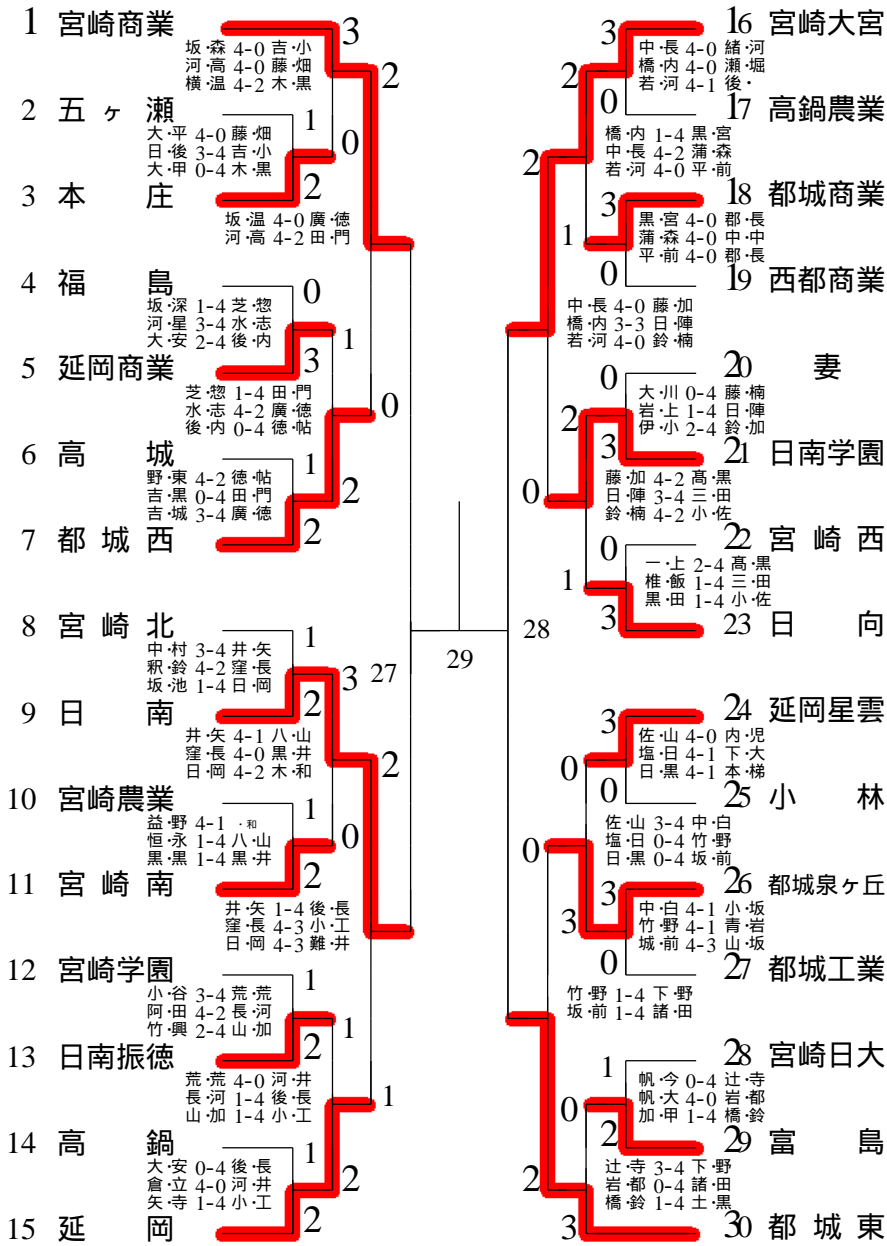 1 宮崎商業
3
坂・森 4-0 吉・小
河・高 4-0 藤・畑
横・温 4-2 木・黒
2
2 五ヶ瀬
1
大・平 4-0 藤・畑
日・後 3-4 吉・小
大・甲 0-4 木・黒
0
3 本庄
2
坂・温 4-0 廣・徳
河・高 4-2 田・門
4 福島
0
坂・深 1-4 芝・惣
河・星 3-4 水・志
大・安 2-4 後・内
1
5 延岡商業
3
芝・惣 1-4 田・門
水・志 4-2 廣・徳
後・内 0-4 徳・帖
0
6 高城
1
野・東 4-2 徳・帖
吉・黒 0-4 田・門
吉・城 3-4 廣・徳
2
7 都城西
2
8 宮崎北
1
中・村 3-4 井・矢
釈・鈴 4-2 窪・長
坂・池 1-4 日・岡
3
27
9 日南
2
井・矢 4-1 八・山
窪・長 4-0 黒・井
日・岡 4-2 木・和
2
10 宮崎農業
1
益・野 4-1 ・和
恒・永 1-4 八・山
黒・黒 1-4 黒・井
0
11 宮崎南
2
井・矢 1-4 後・長
窪・長 4-3 小・工
日・岡 4-3 難・井
12 宮崎学園
1
小・谷 3-4 荒・荒
阿・田 4-2 長・河
竹・興 2-4 山・加
1
13 日南振徳
2
荒・荒 4-0 河・井
長・河 1-4 後・長
山・加 1-4 小・工
1
14 高鍋
1
大・安 0-4 後・長
倉・立 4-0 河・井
矢・寺 1-4 小・工
2
15 延岡
2
29
16 宮崎大宮
3
中・長 4-0 緒・河
橋・内 4-0 瀬・堀
若・河 4-1 後・
2
17 高鍋農業
0
橋・内 1-4 黒・宮
中・長 4-2 蒲・森
若・河 4-0 平・前
2
18 都城商業
3
黒・宮 4-0 郡・長
蒲・森 4-0 中・中
平・前 4-0 郡・長
1
19 西都商業
0
中・長 4-0 藤・加
橋・内 3-3 日・陣
若・河 4-0 鈴・楠
20 妻
0
大・川 0-4 藤・楠
岩・上 1-4 日・陣
伊・小 2-4 鈴・加
2
21 日南学園
3
藤・加 4-2 髙・黒
日・陣 3-4 三・田
鈴・楠 4-2 小・佐
0
22 宮崎西
0
一・上 2-4 髙・黒
椎・飯 1-4 三・田
黒・田 1-4 小・佐
1
23 日向
3
28
24 延岡星雲
3
佐・山 4-0 内・児
塩・日 4-1 下・大
日・黒 4-1 本・梯
0
25 小林
0
佐・山 3-4 中・白
塩・日 0-4 竹・野
日・黒 0-4 坂・前
0
26 都城泉ヶ丘
3
中・白 4-1 小・坂
竹・野 4-1 青・岩
城・前 4-3 山・坂
3
27 都城工業
0
竹・野 1-4 下・野
坂・前 1-4 諸・田
28 宮崎日大
1
帆・今 0-4 辻・寺
帆・大 4-0 岩・都
加・甲 1-4 橋・鈴
0
29 富島
2
辻・寺 3-4 下・野
岩・都 0-4 諸・田
橋・鈴 1-4 土・黒
2
30 都城東
3